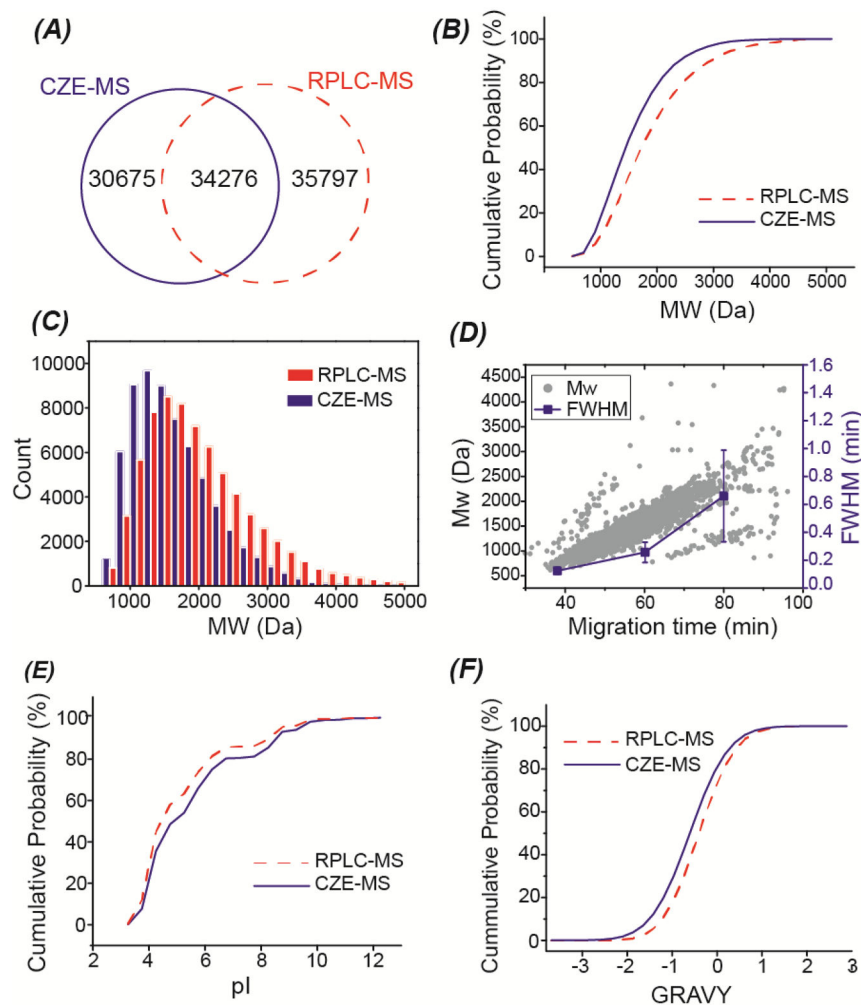 (A)
CZE-MS
RPLC-MS
30675
34276
35797
(B)
Cumulative Probability (%)
100
80
60
40
20
0
RPLC-MS
CZE-MS
1000 2000 3000 4000 5000
MW (Da)
(C)
Count
10000
8000
6000
4000
2000
0
RPLC-MS
CZE-MS
1000 2000 3000 4000 5000
MW (Da)
(D)
Mw (Da)
4500
4000
3500
3000
2500
2000
1500
1000
500
Mw
FWHM
1.6
1.4
1.2
1.0
0.8
0.6
0.4
0.2
0.0
FWHM (min)
40 60 80 100
Migration time (min)
(E)
Cumulative Probability (%)
100
80
60
40
20
0
RPLC-MS
CZE-MS
2 4 6 8 10 12
pI
(F)
Cummulative Probability (%)
100
80
60
40
20
0
RPLC-MS
CZE-MS
-3 -2 -1 0 1 2 3
GRAVY